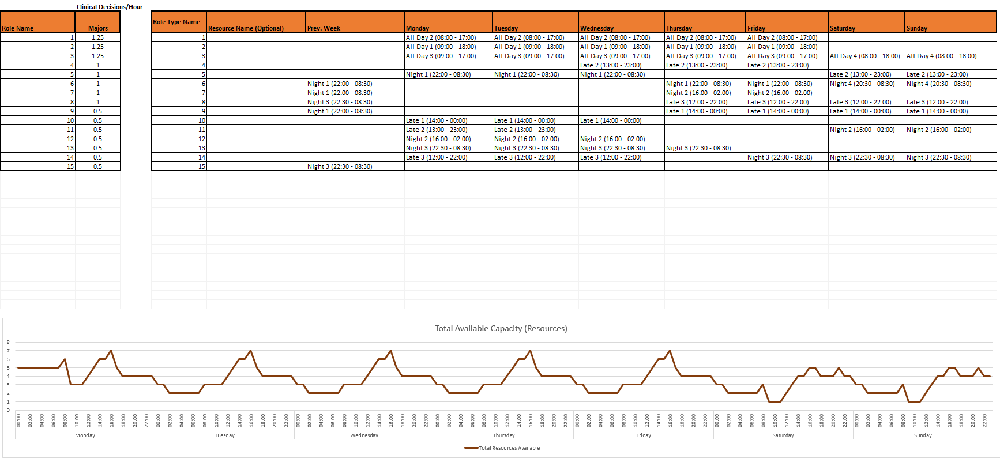 Clinical Decisions/Hour
Role Name Majors Role Type Name Resource Name (Optional) Prev. Week Monday Tuesday Wednesday Thursday Friday Saturday Sunday
1 1.25 1 All Day 2 (08:00 - 17:00) All Day 2 (08:00 - 17:00) All Day 2 (08:00 - 17:00) All Day 2 (08:00 - 17:00) All Day 2 (08:00 - 17:00)
2 1.25 2 All Day 1 (09:00 - 18:00) All Day 1 (09:00 - 18:00) All Day 1 (09:00 - 18:00) All Day 1 (09:00 - 18:00) All Day 1 (09:00 - 18:00)
3 1.25 3 All Day 3 (09:00 - 17:00) All Day 3 (09:00 - 17:00) All Day 3 (09:00 - 17:00) All Day 3 (09:00 - 17:00) All Day 3 (09:00 - 17:00) All Day 4 (08:00 - 18:00) All Day 4 (08:00 - 18:00)
4 1 4 Late 2 (13:00 - 23:00) Late 2 (13:00 - 23:00) Late 2 (13:00 - 23:00)
5 1 5 Night 1 (22:00 - 08:30) Night 1 (22:00 - 08:30) Night 1 (22:00 - 08:30) Late 2 (13:00 - 23:00) Late 2 (13:00 - 23:00)
6 1 6 Night 1 (22:00 - 08:30) Night 1 (22:00 - 08:30) Night 1 (22:00 - 08:30) Night 4 (20:30 - 08:30) Night 4 (20:30 - 08:30)
7 1 7 Night 1 (22:00 - 08:30) Night 2 (16:00 - 02:00) Night 2 (16:00 - 02:00)
8 1 8 Night 3 (22:30 - 08:30) Late 3 (12:00 - 22:00) Late 3 (12:00 - 22:00) Late 3 (12:00 - 22:00) Late 3 (12:00 - 22:00)
9 0.5 9 Night 1 (22:00 - 08:30) Late 1 (14:00 - 00:00) Late 1 (14:00 - 00:00) Late 1 (14:00 - 00:00) Late 1 (14:00 - 00:00)
10 0.5 10 Late 1 (14:00 - 00:00) Late 1 (14:00 - 00:00) Late 1 (14:00 - 00:00)
11 0.5 11 Late 2 (13:00 - 23:00) Late 2 (13:00 - 23:00) Night 2 (16:00 - 02:00) Night 2 (16:00 - 02:00)
12 0.5 12 Night 2 (16:00 - 02:00) Night 2 (16:00 - 02:00) Night 2 (16:00 - 02:00)
13 0.5 13 Night 3 (22:30 - 08:30) Night 3 (22:30 - 08:30) Night 3 (22:30 - 08:30) Night 3 (22:30 - 08:30)
14 0.5 14 Late 3 (12:00 - 22:00) Late 3 (12:00 - 22:00) Late 3 (12:00 - 22:00) Night 3 (22:30 - 08:30) Night 3 (22:30 - 08:30) Night 3 (22:30 - 08:30)
15 0.5 15 Night 3 (22:30 - 08:30)
Total Available Capacity (Resources)
8
7
6
5
4
3
2
1
0
00:00 02:00 04:00 06:00 08:00 10:00 12:00 14:00 16:00 18:00 20:00 22:00 00:00 02:00 04:00 06:00 08:00 10:00 12:00 14:00 16:00 18:00 20:00 22:00 00:00 02:00 04:00 06:00 08:00 10:00 12:00 14:00 16:00 18:00 20:00 22:00 00:00 02:00 04:00 06:00 08:00 10:00 12:00 14:00 16:00 18:00 20:00 22:00 00:00 02:00 04:00 06:00 08:00 10:00 12:00 14:00 16:00 18:00 20:00 22:00 00:00 02:00 04:00 06:00 08:00 10:00 12:00 14:00 16:00 18:00 20:00 22:00 00:00 02:00 04:00 06:00 08:00 10:00 12:00 14:00 16:00 18:00 20:00 22:00
Monday Tuesday Wednesday Thursday Friday Saturday Sunday
Total Resources Available